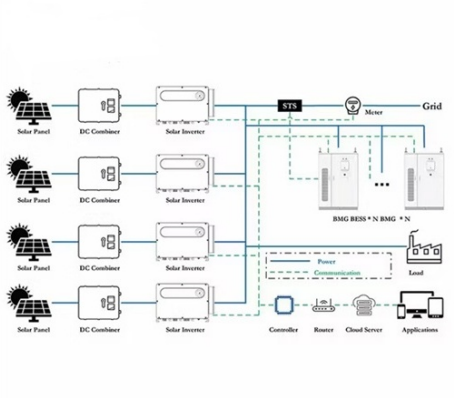 STS
Meter
Grid
Solar Panel DC Combiner Solar Inverter
Solar Panel DC Combiner Solar Inverter
BMG BESS * N BMG * N
Solar Panel DC Combiner Solar Inverter
Power
Communication
Load
Solar Panel DC Combiner Solar Inverter
Controller Router Cloud Server Applications